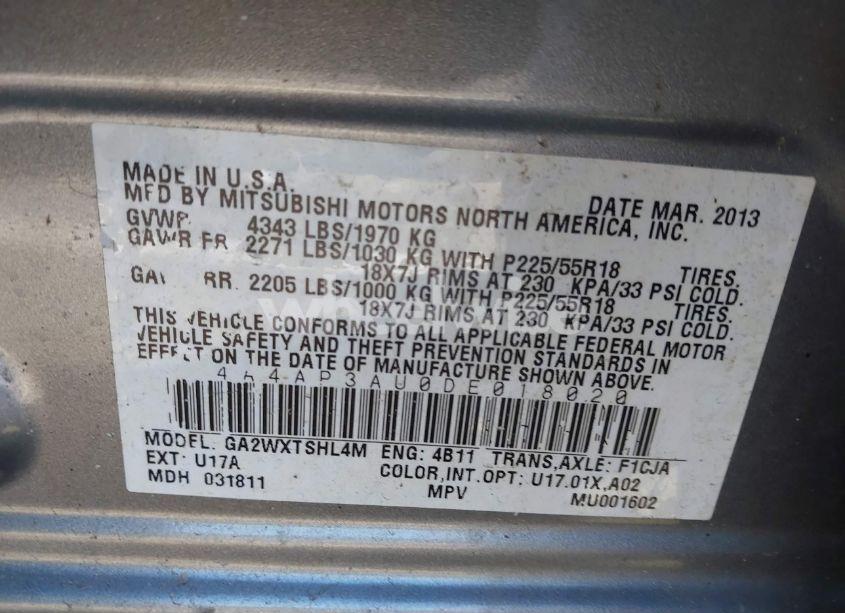 MADE IN U.S.A.
MFD BY MITSUBISHI MOTORS NORTH AMERICA, INC. DATE MAR. 2013
GVWR 4343 LBS/1970 KG
GAWR FR 2271 LBS/1030 KG WITH P225/55R18 TIRES.
18X7J RIMS AT 230 KPA/33 PSI COLD.
RR. 2205 LBS/1000 KG WITH P225/55R18 TIRES.
18X7J RIMS AT 230 KPA/33 PSI COLD.
THIS VEHICLE CONFORMS TO ALL APPLICABLE FEDERAL MOTOR
VEHICLE SAFETY AND THEFT PREVENTION STANDARDS IN
EFFECT ON THE DATE OF MANUFACTURE SHOWN ABOVE.
4A4AP3AU0DE018020
MODEL. GA2WXTSHL4M ENG: 4B11 TRANS,AXLE: F1CJA
EXT: U17A COLOR,INT.OPT: U17.01X,A02
MDH 031811 MPV MU001602